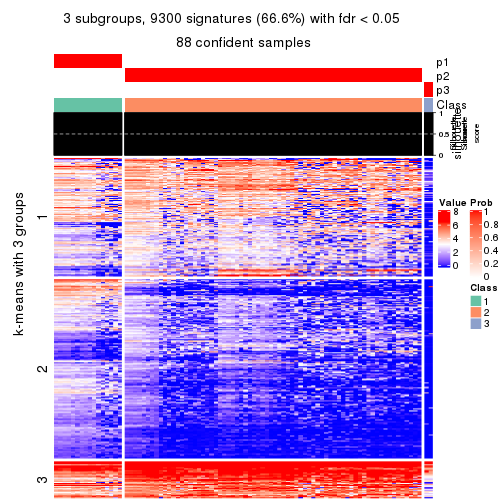 3 subgroups, 9300 signatures (66.6%) with fdr < 0.05
88 confident samples
p1
p2
p3
Class
1
0.5
0
silhouette
score
k-means with 3 groups
1
2
3
Value
8
6
4
2
0
Prob
1
0.8
0.6
0.4
0.2
0
Class
1
2
3